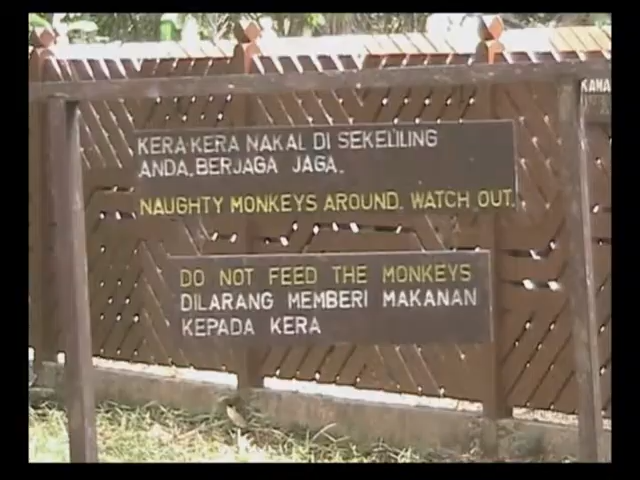 KERA-KERA NAKAL DI SEKELILING
ANDA. BERJAGA JAGA.
NAUGHTY MONKEYS AROUND. WATCH OUT.
DO NOT FEED THE MONKEYS
DILARANG MEMBERI MAKANAN
KEPADA KERA